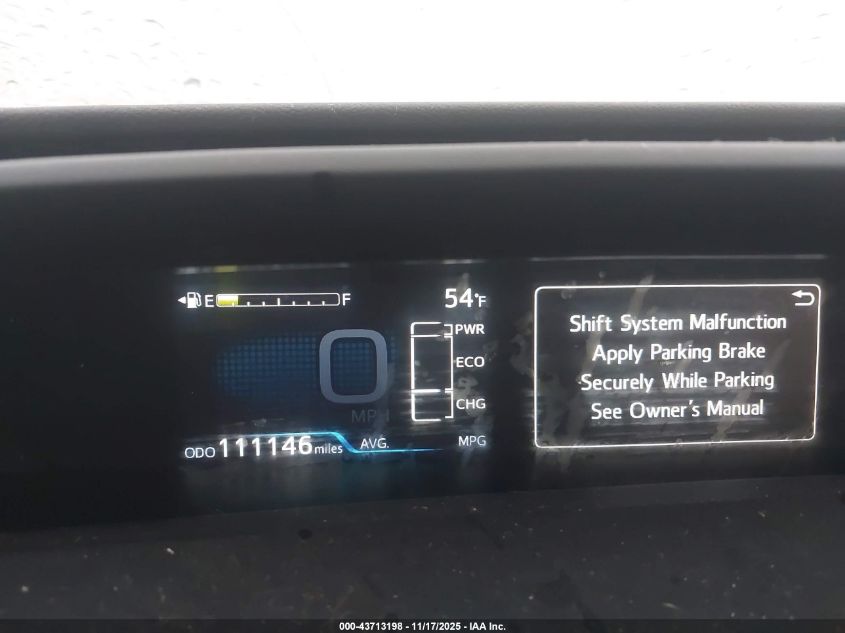 E F
54°F
PWR
ECO
CHG
0
MPH
ODO 111146 miles
AVG. MPG
Shift System Malfunction
Apply Parking Brake
Securely While Parking
See Owner's Manual
000-43713198 - 11/17/2025 - IAA Inc.